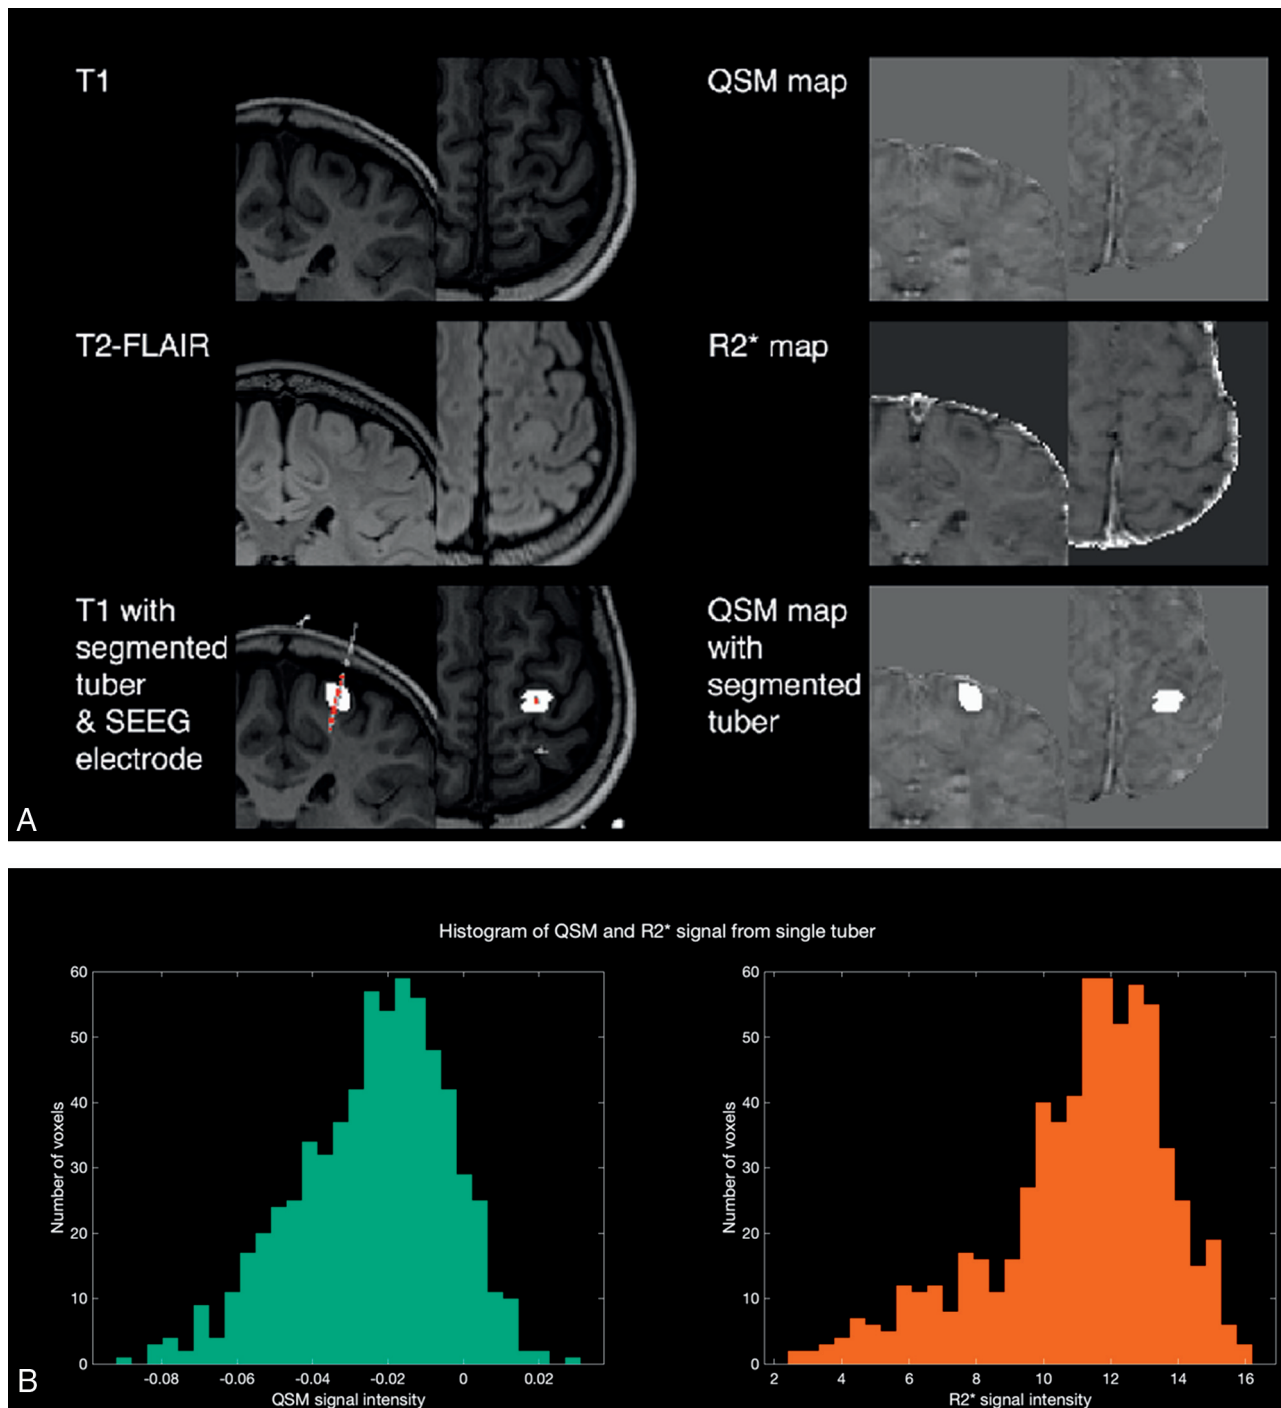 T1
QSM map
T2-FLAIR
R2* map
T1 with
segmented
tuber
& SEEG
electrode
QSM map
with
segmented
tuber
A
Histogram of QSM and R2* signal from single tuber
60
50
40
30
20
10
0
Number of voxels
-0.08 -0.06 -0.04 -0.02 0 0.02
QSM signal intensity
60
50
40
30
20
10
0
Number of voxels
2 4 6 8 10 12 14 16
R2* signal intensity
B